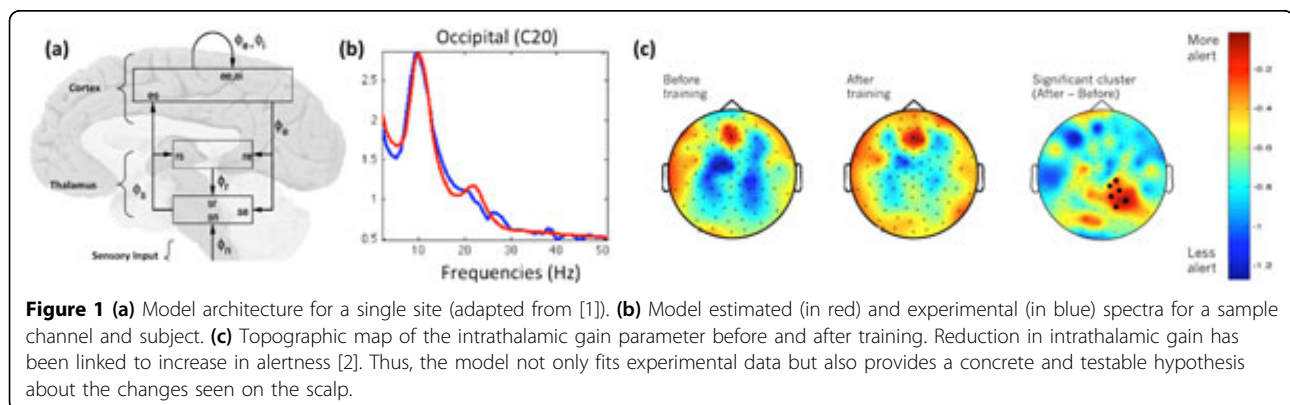 (a)
ϕe, ϕi
ee,ei
Cortex
es
ϕe
rs
re
Thalamus
ϕs
ϕr
sr
se
sn
Sensory Input
ϕn
(b)
Occipital (C20)
2.5
2
1.5
1
0.5
10
20
30
40
50
Frequencies (Hz)
(c)
Before
training
After
training
Significant cluster
(After – Before)
More
alert
Less
alert
-0.2
-0.4
-0.6
-0.8
-1
-1.2
Figure 1 (a) Model architecture for a single site (adapted from [1]). (b) Model estimated (in red) and experimental (in blue) spectra for a sample
channel and subject. (c) Topographic map of the intrathalamic gain parameter before and after training. Reduction in intrathalamic gain has
been linked to increase in alertness [2]. Thus, the model not only fits experimental data but also provides a concrete and testable hypothesis
about the changes seen on the scalp.